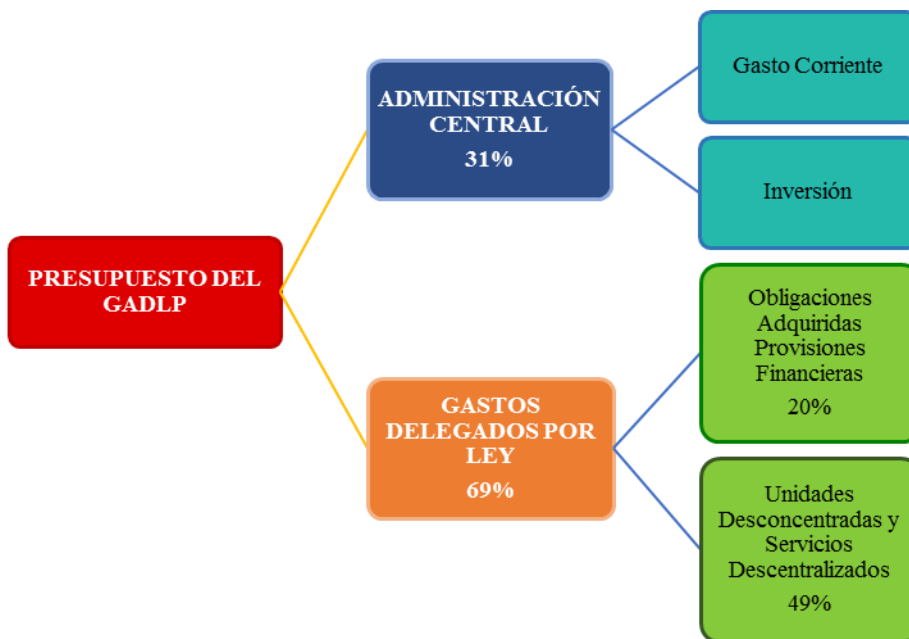 PRESUPUESTO DEL
GADLP
ADMINISTRACIÓN
CENTRAL
31%
Gasto Corriente
Inversión
GASTOS
DELEGADOS POR
LEY
69%
Obligaciones
Adquiridas
Provisiones
Financieras
20%
Unidades
Desconcentradas y
Servicios
Descentralizados
49%